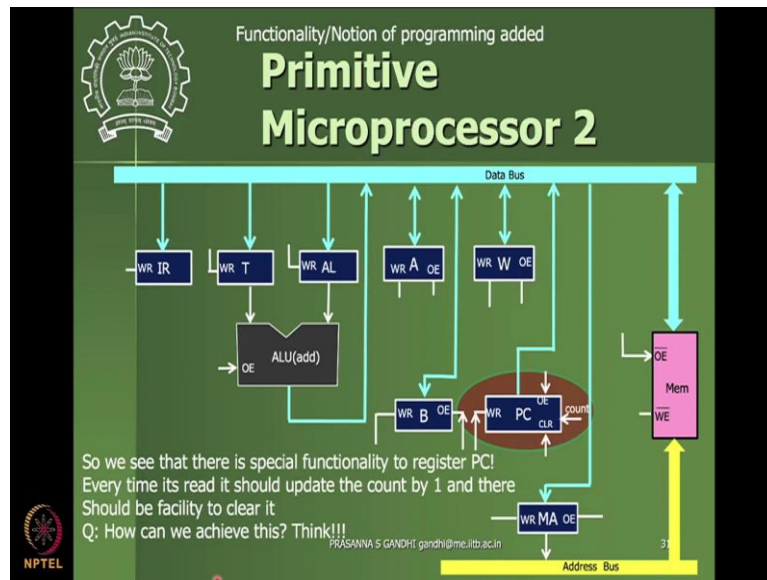 Functionality/Notion of programming added
Primitive
Microprocessor 2
Data Bus
WR IR
WR T
WR AL
WR A OE
WR W OE
ALU(add)
OE
OE
Mem
WE
WR B OE
OE
WR PC
count
CLR
So we see that there is special functionality to register PC!
Every time its read it should update the count by 1 and there
Should be facility to clear it
Q: How can we achieve this? Think!!!
WR MA OE
PRASANNA S GANDHI gandhi@me.iitb.ac.in
31
Address Bus
NPTEL